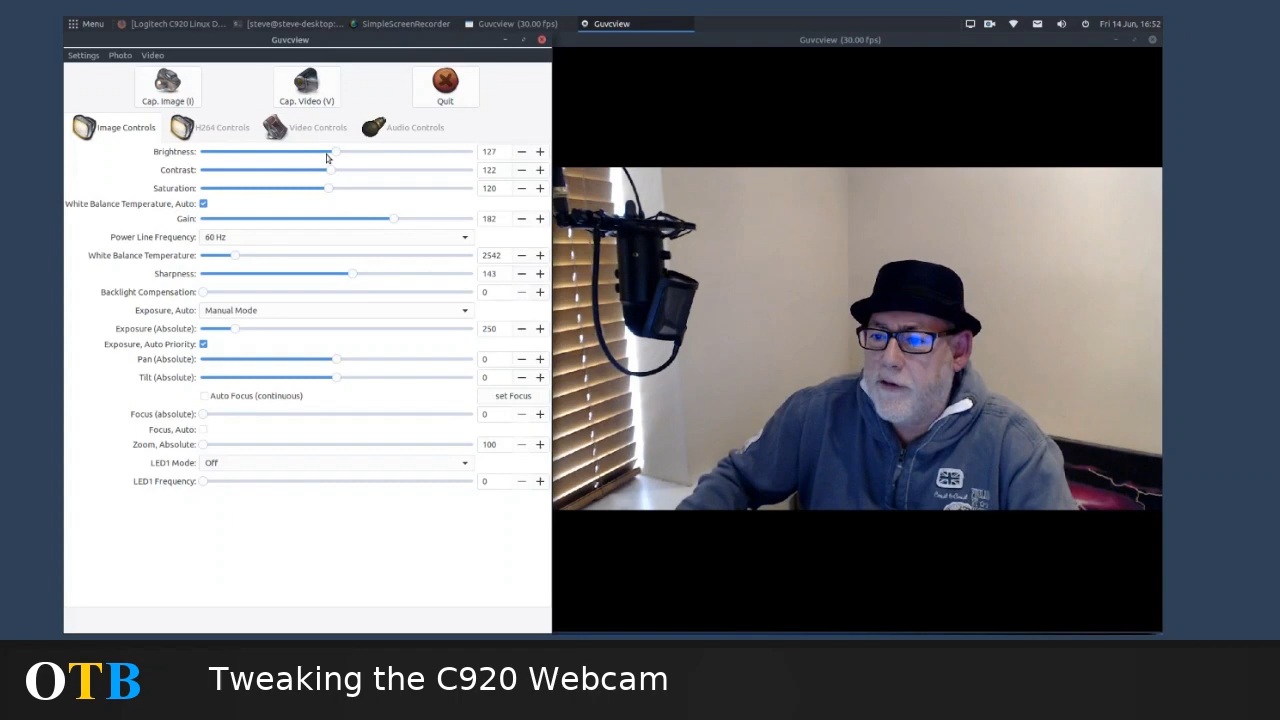 Menu [Logitech C920 Linux D... [steve@steve-desktop:... SimpleScreenRecorder Guvcview (30.00 fps) Guvcview Fri 14 Jun, 16:52
Guvcview Guvcview (30.00 fps)
Settings Photo Video
Cap. Image (I) Cap. Video (V) Quit
Image Controls H264 Controls Video Controls Audio Controls
Brightness: 127
Contrast: 122
Saturation: 120
White Balance Temperature, Auto:
Gain: 182
Power Line Frequency: 60 Hz
White Balance Temperature: 2542
Sharpness: 143
Backlight Compensation: 0
Exposure, Auto: Manual Mode
Exposure (Absolute): 250
Exposure, Auto Priority:
Pan (Absolute): 0
Tilt (Absolute): 0
Auto Focus (continuous) set Focus
Focus (absolute): 0
Focus, Auto:
Zoom, Absolute: 100
LED1 Mode: Off
LED1 Frequency: 0
OTB Tweaking the C920 Webcam